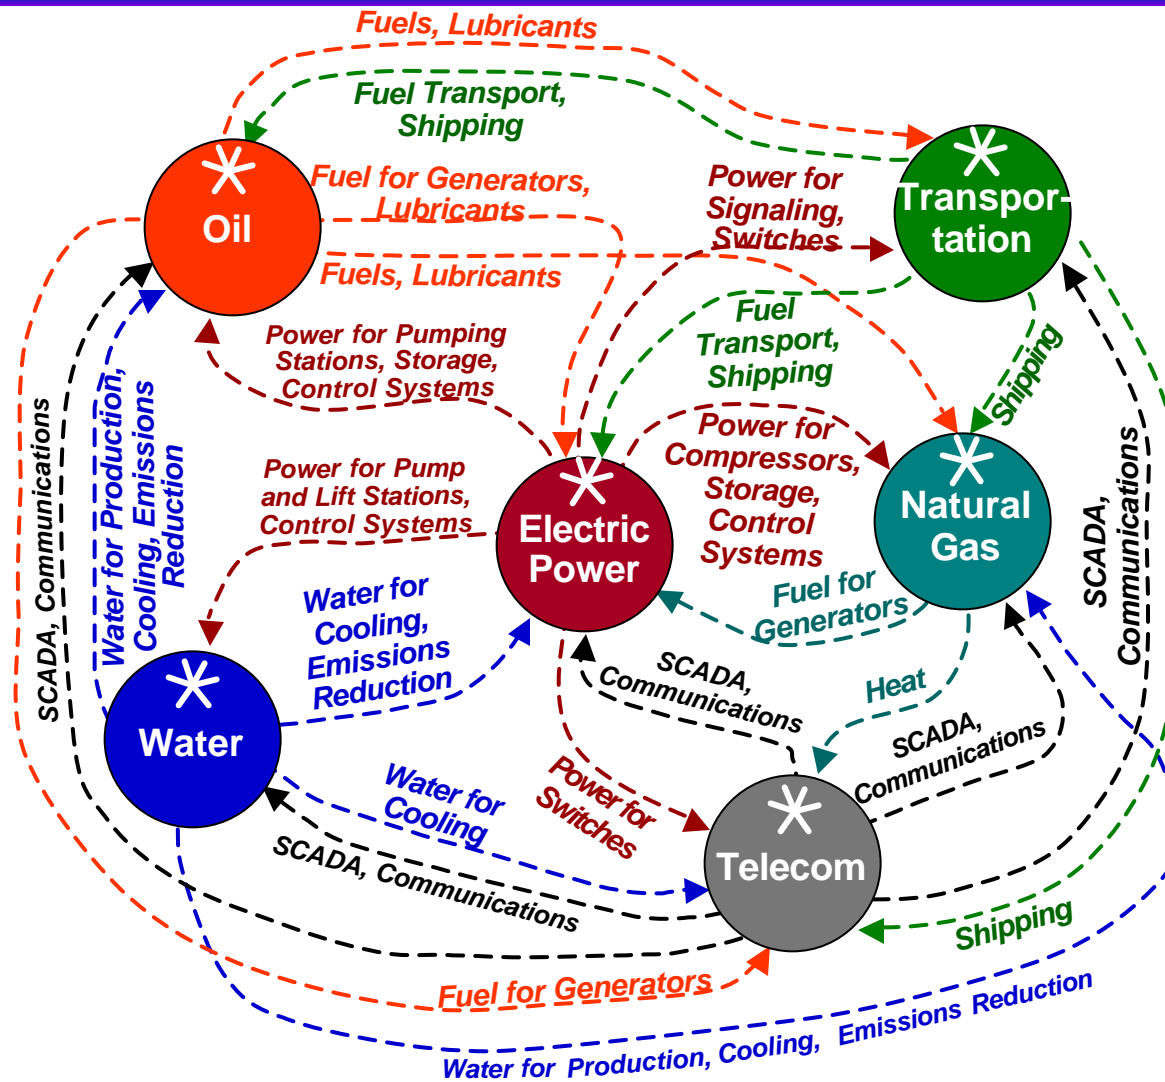 Fuels, Lubricants
Fuel Transport,
Shipping
Oil
Fuel for Generators,
Lubricants
Fuels, Lubricants
Power for
Signaling,
Switches
Transpor-
tation
Power for Pumping
Stations, Storage,
Control Systems
Fuel
Transport,
Shipping
Shipping
Power for
Compressors,
Storage,
Control
Systems
Natural
Gas
SCADA,
Communications
SCADA, Communications
Water for Production,
Cooling, Emissions
Reduction
Power for Pump
and Lift Stations,
Control Systems
Electric
Power
Fuel for
Generators
Water for
Cooling,
Emissions
Reduction
SCADA,
Communications
Heat
SCADA,
Communications
Water
Water for
Cooling
Power for
Switches
SCADA, Communications
Telecom
Shipping
Fuel for Generators
Water for Production, Cooling, Emissions Reduction